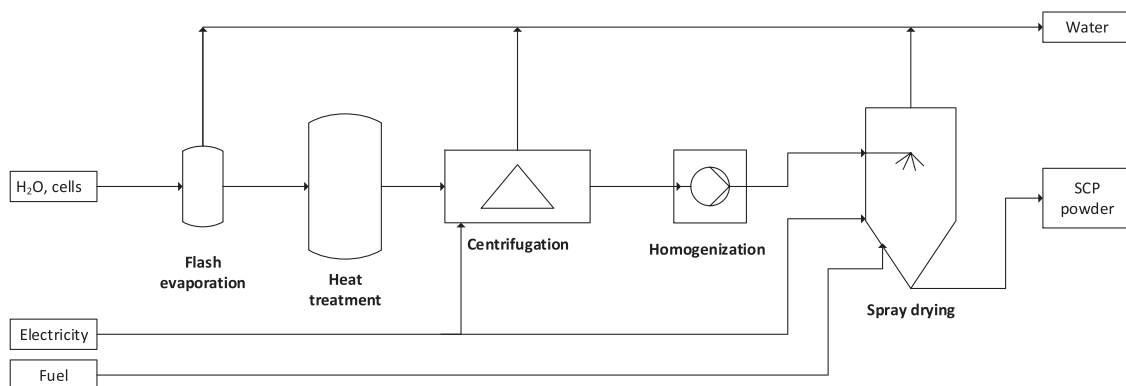 Water
H₂O, cells
SCP
powder
Flash
evaporation
Heat
treatment
Centrifugation
Homogenization
Spray drying
Electricity
Fuel